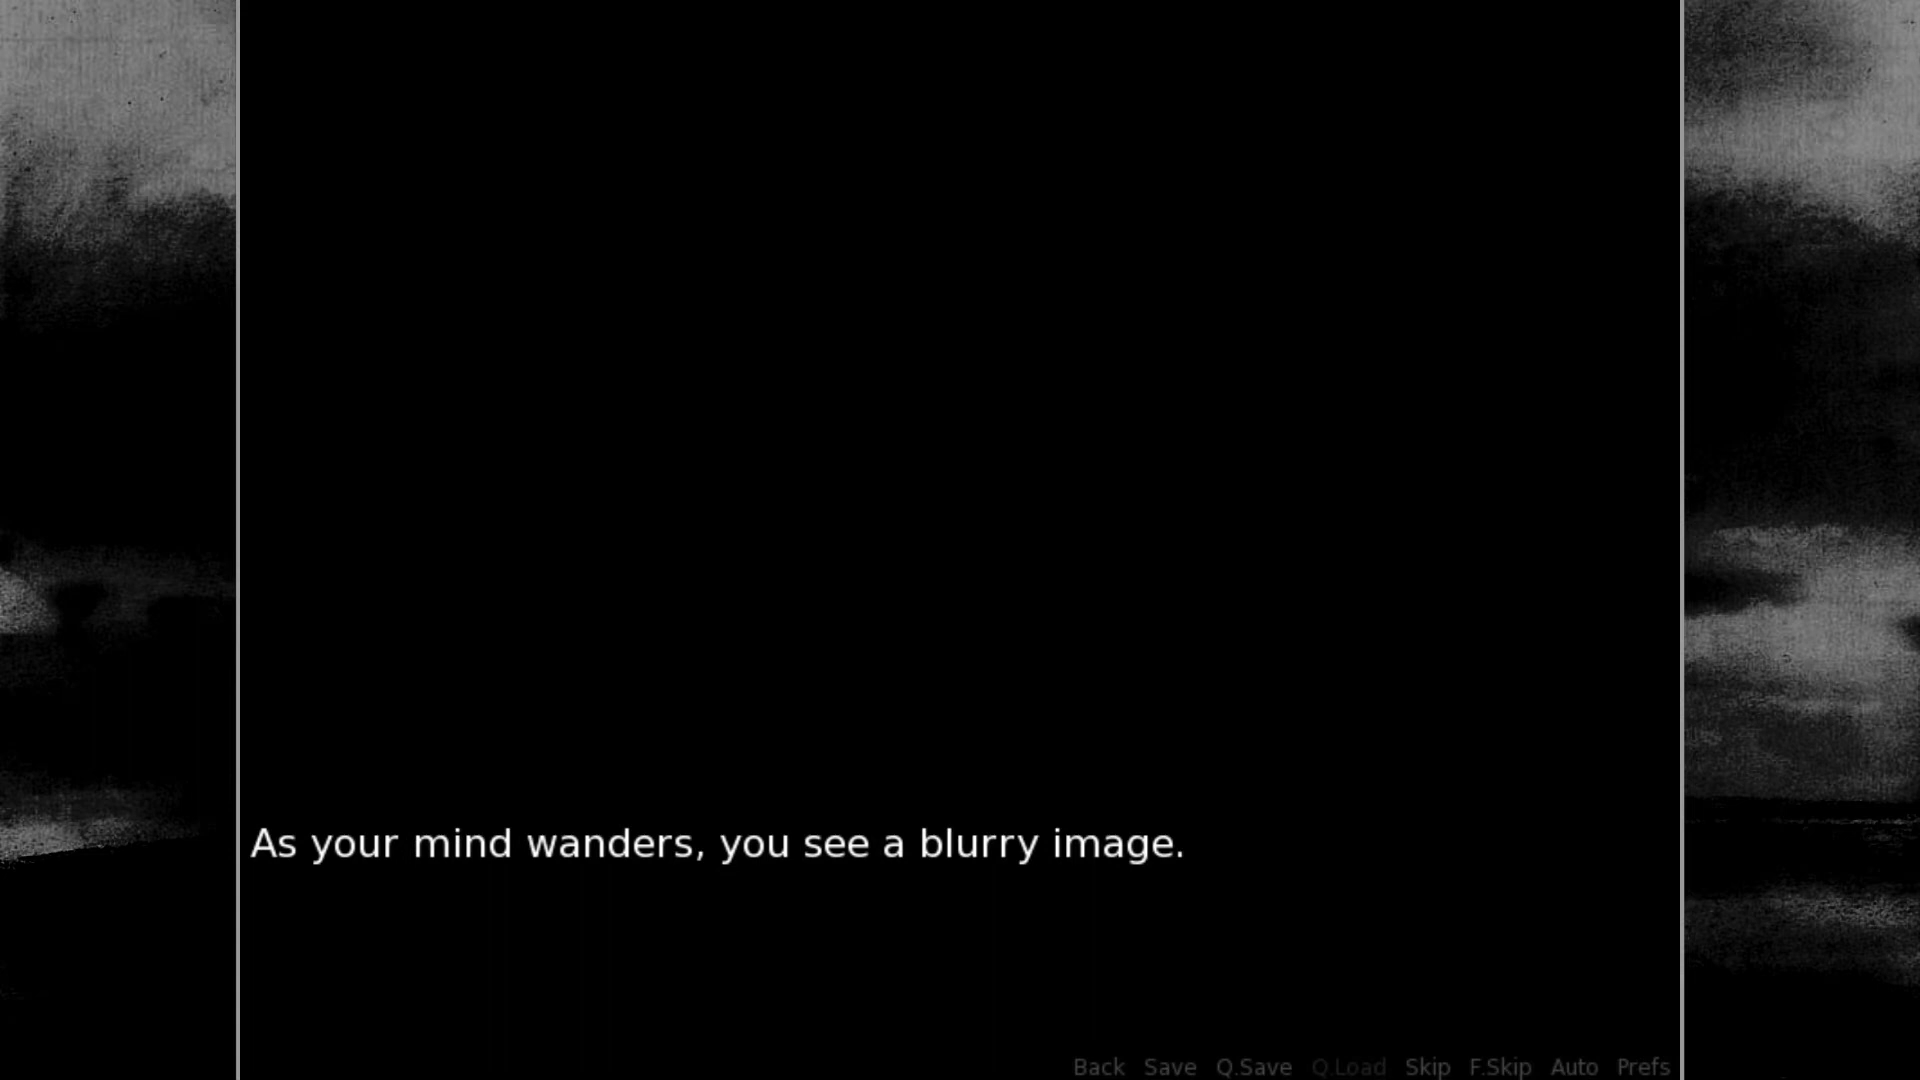 As your mind wanders, you see a blurry image.
Back Save Q.Save Q.Load Skip F.Skip Auto Prefs